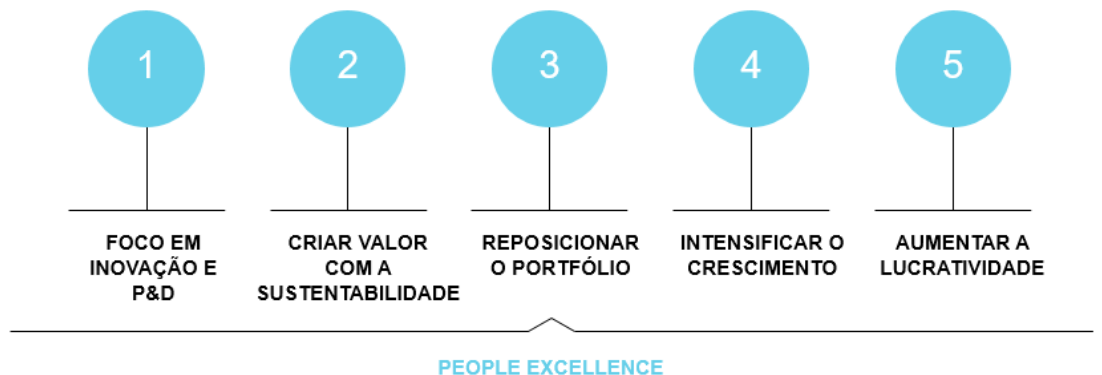 1
2
3
4
5
FOCO EM
INOVAÇÃO E
P&D
CRIAR VALOR
COM A
SUSTENTABILIDADE
REPOSICIONAR
O PORTFÓLIO
INTENSIFICAR O
CRESCIMENTO
AUMENTAR A
LUCRATIVIDADE
PEOPLE EXCELLENCE